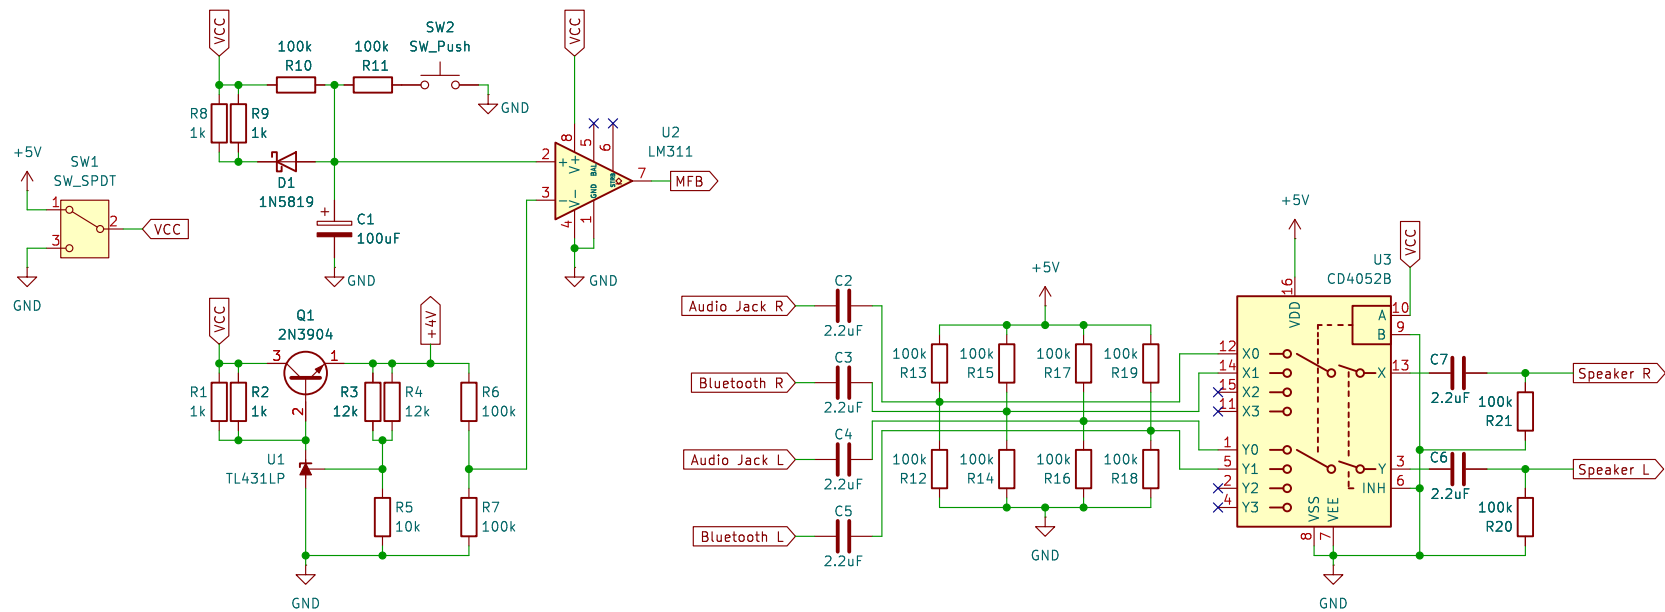 +5V
SW1
SW_SPDT
1
2
3
VCC
GND
VCC
100k
R10
100k
R11
SW2
SW_Push
GND
R8
1k
R9
1k
D1
1N5819
+
C1
100uF
GND
VCC
8
5
6
U2
LM311
2
+
V+
BAL
STRB
7
MFB
3
-
V-
GND
4
1
GND
VCC
Q1
2N3904
+4V
3
1
2
R1
1k
R2
1k
R3
12k
R4
12k
R6
100k
U1
TL431LP
R5
10k
R7
100k
GND
Audio Jack R
C2
2.2uF
Bluetooth R
C3
2.2uF
Audio Jack L
C4
2.2uF
Bluetooth L
C5
2.2uF
+5V
100k
R13
100k
R15
100k
R17
100k
R19
100k
R12
100k
R14
100k
R16
100k
R18
GND
+5V
VCC
U3
CD4052B
16
VDD
10
A
B
9
12
X0
14
X1
15
X2
11
X3
13
X
1
Y0
5
Y1
2
Y2
4
Y3
3
Y
6
INH
VSS
VEE
8
7
GND
C7
2.2uF
Speaker R
100k
R21
C6
2.2uF
Speaker L
100k
R20